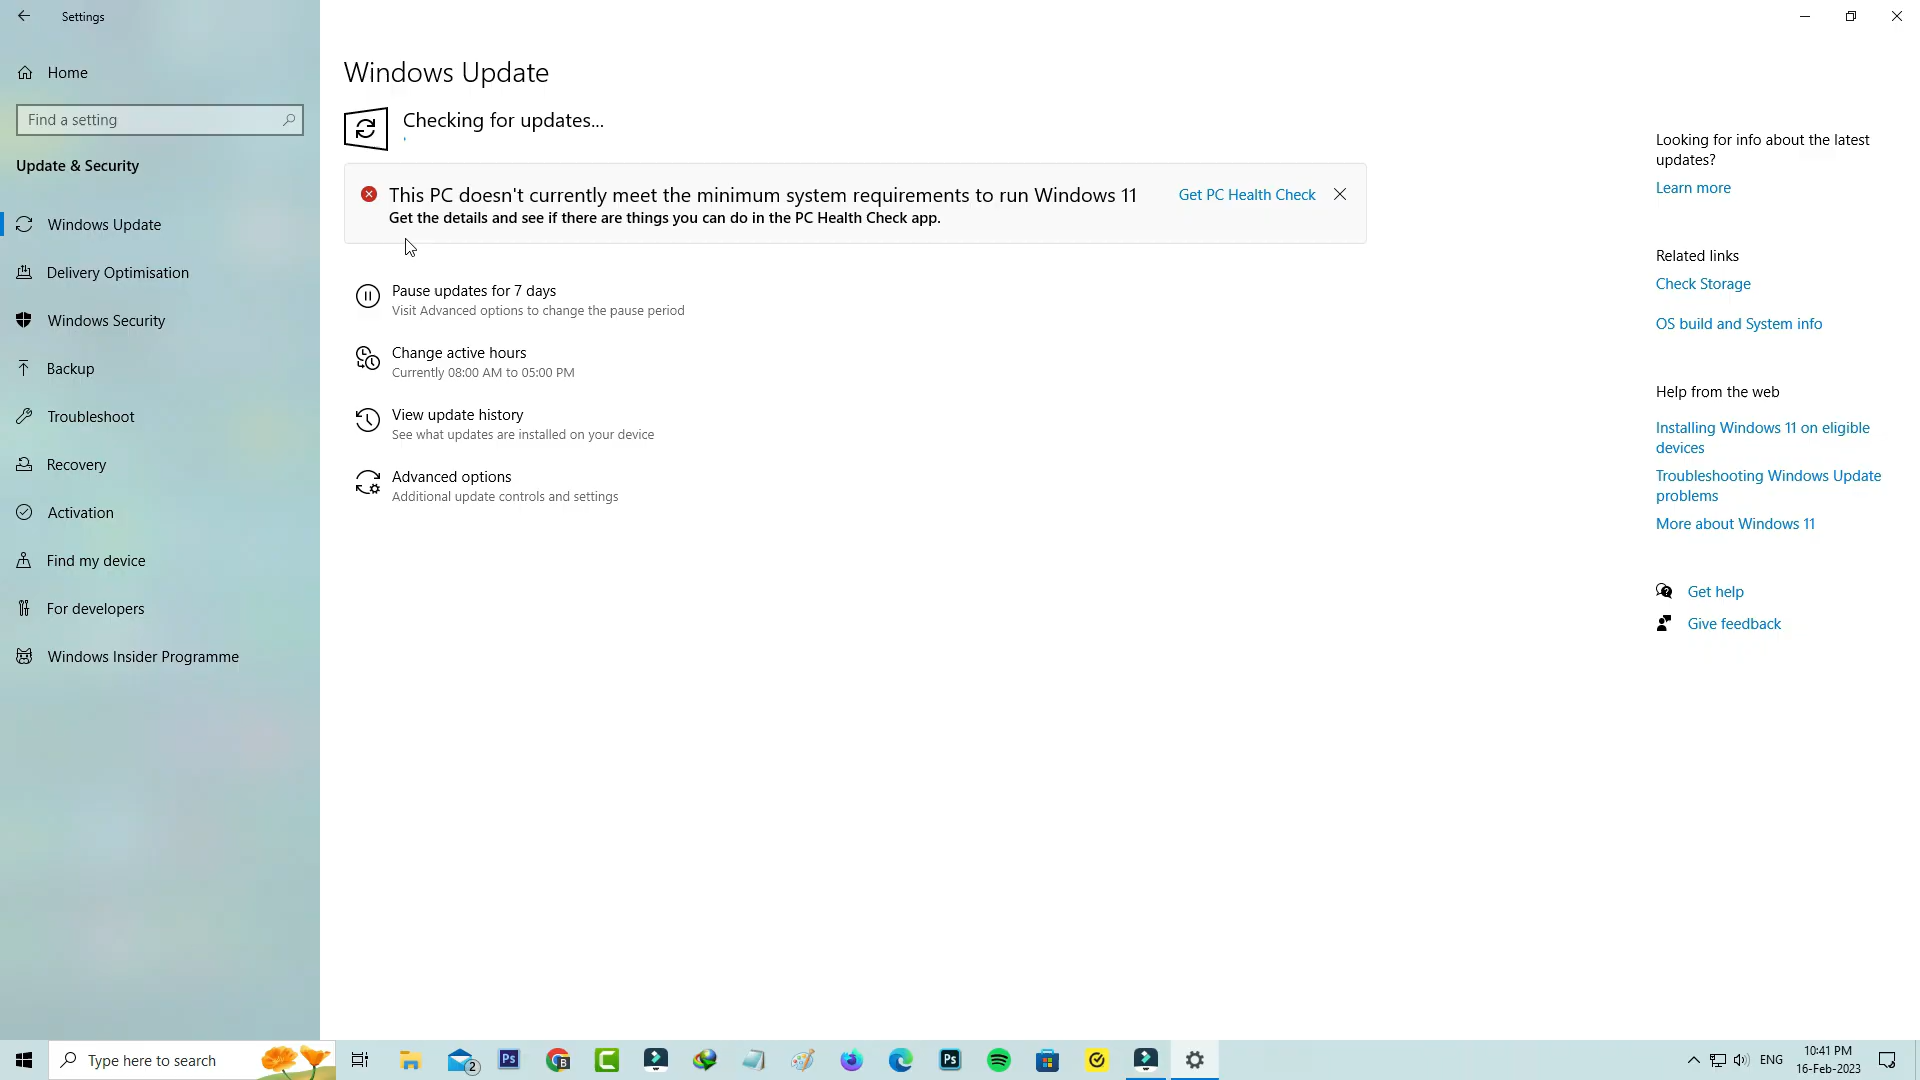 Settings
Home
Find a setting
Update & Security
Windows Update
Delivery Optimisation
Windows Security
Backup
Troubleshoot
Recovery
Activation
Find my device
For developers
Windows Insider Programme
Windows Update
Checking for updates...
This PC doesn't currently meet the minimum system requirements to run Windows 11
Get the details and see if there are things you can do in the PC Health Check app.
Get PC Health Check
Pause updates for 7 days
Visit Advanced options to change the pause period
Change active hours
Currently 08:00 AM to 05:00 PM
View update history
See what updates are installed on your device
Advanced options
Additional update controls and settings
Looking for info about the latest
updates?
Learn more
Related links
Check Storage
OS build and System info
Help from the web
Installing Windows 11 on eligible
devices
Troubleshooting Windows Update
problems
More about Windows 11
Get help
Give feedback
Type here to search
2
Ps
B
C
Ps
ENG
10:41 PM
16-Feb-2023